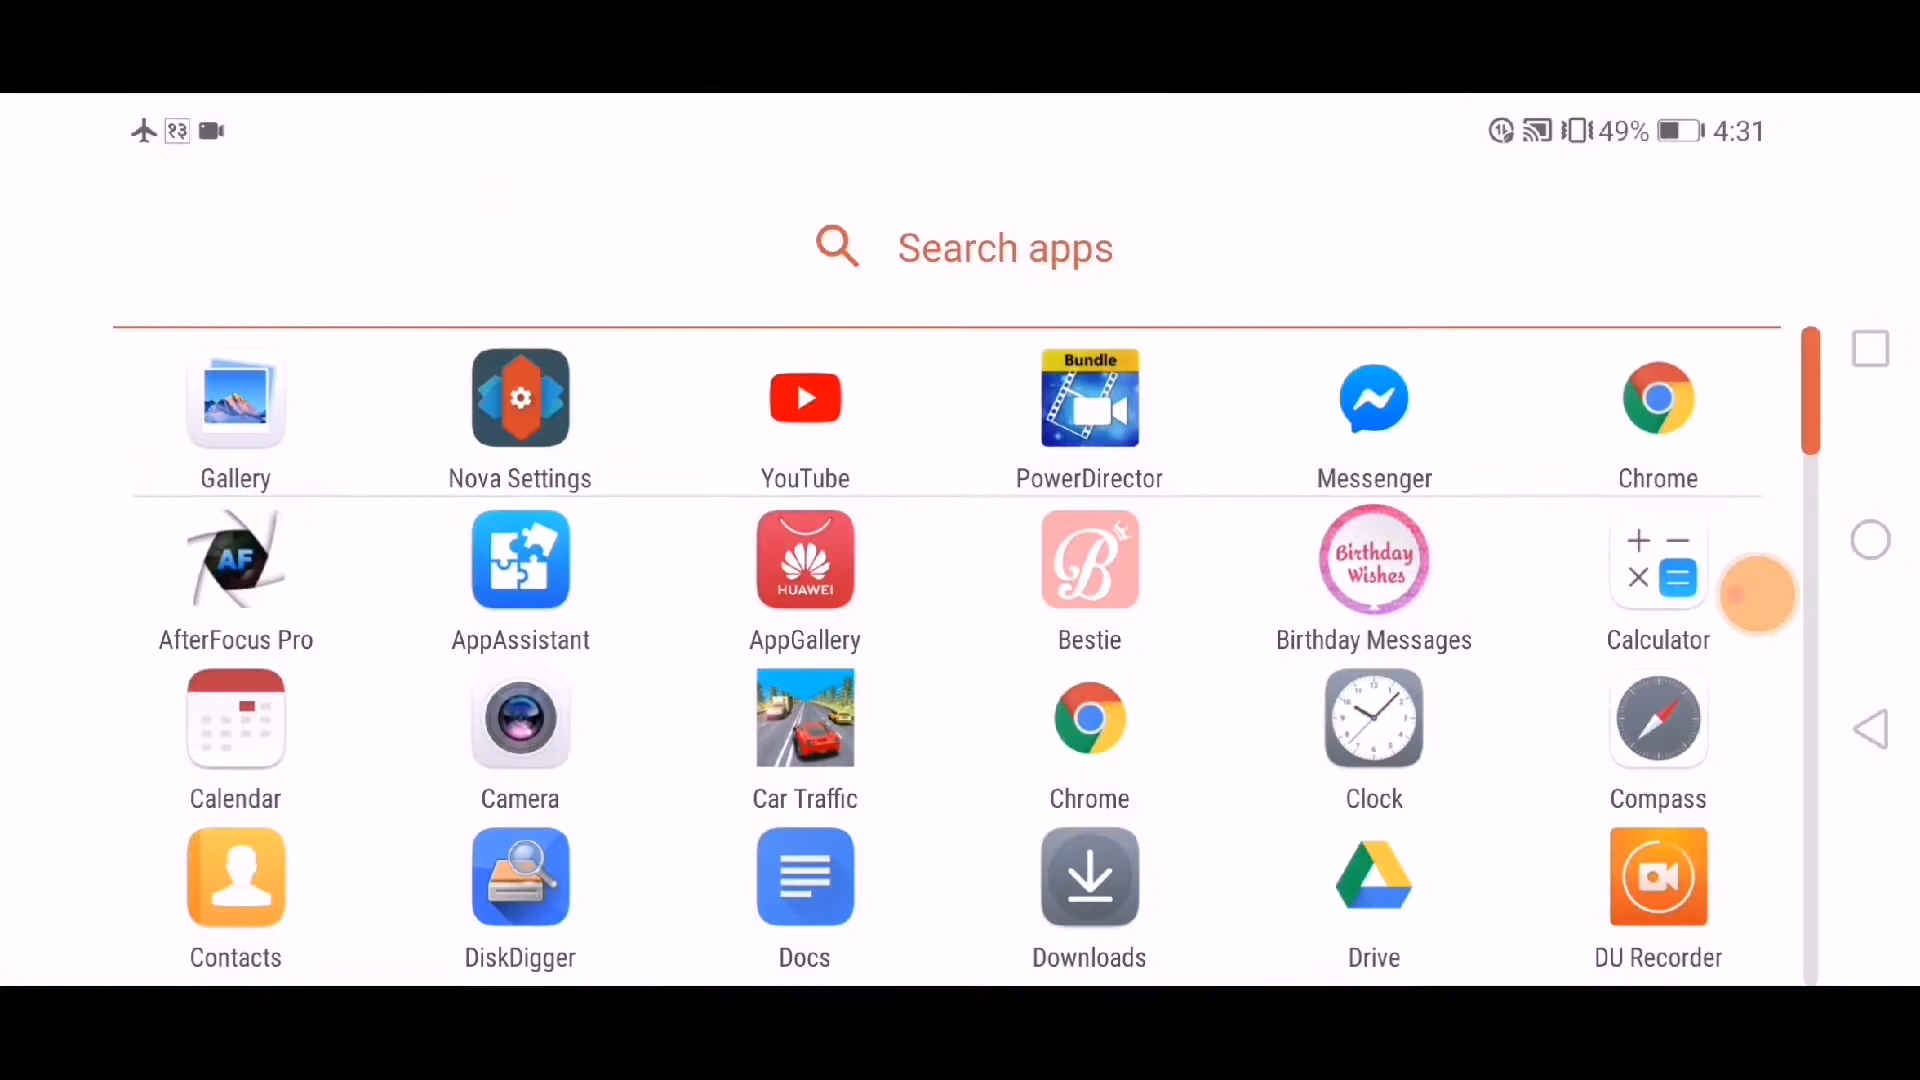 १३ 49% 4:31
Search apps
Bundle
Gallery Nova Settings YouTube PowerDirector Messenger Chrome
AF HUAWEI B Birthday
Wishes
AfterFocus Pro AppAssistant AppGallery Bestie Birthday Messages Calculator
Calendar Camera Car Traffic Chrome Clock Compass
Contacts DiskDigger Docs Downloads Drive DU Recorder